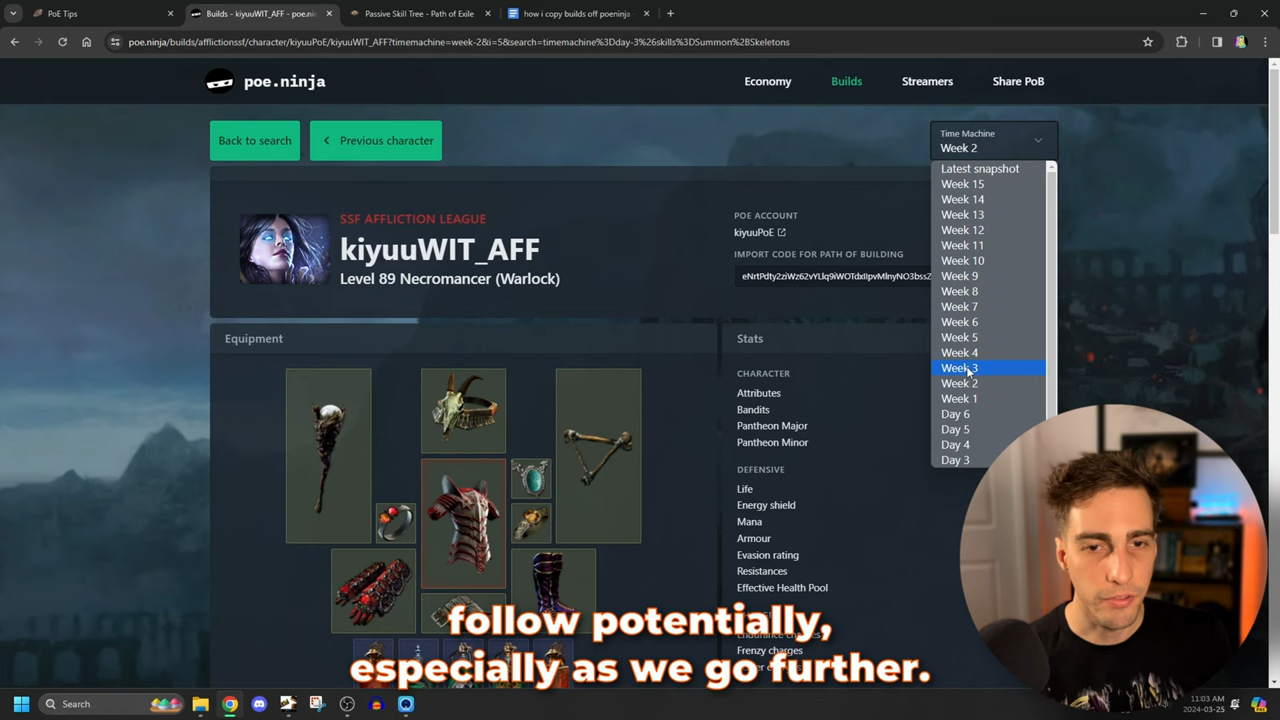 PoE Tips
Builds - kiyuuWIT_AFF - poe.nin
Passive Skill Tree - Path of Exile
how i copy builds off poeninja
poe.ninja/builds/afflictionssf/character/kiyuuPoE/kiyuuWIT_AFF?timemachine=week-2&i=5&search=timemachine%3Dday-3%26skills%3DSummon%2BSkeletons
poe.ninja
Economy
Builds
Streamers
Share PoB
Back to search
Previous character
Time Machine
Week 2
Latest snapshot
Week 15
Week 14
Week 13
Week 12
Week 11
Week 10
Week 9
Week 8
Week 7
Week 6
Week 5
Week 4
Week 3
Week 2
Week 1
Day 6
Day 5
Day 4
Day 3
SSF AFFLICTION LEAGUE
kiyuuWIT_AFF
Level 89 Necromancer (Warlock)
POE ACCOUNT
kiyuuPoE
IMPORT CODE FOR PATH OF BUILDING
Equipment
Stats
CHARACTER
Attributes
Bandits
Pantheon Major
Pantheon Minor
DEFENSIVE
Life
Energy shield
Mana
Armour
Evasion rating
Resistances
Effective Health Pool
Endurance charges
Frenzy charges
follow potentially,
especially as we go further.
Search
11:03 AM
2024-03-25